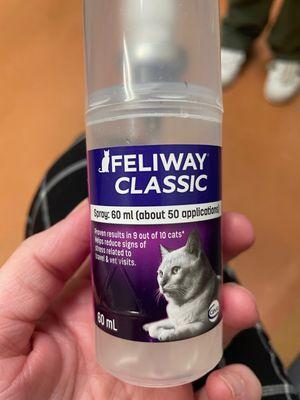 FELIWAY
CLASSIC
Spray: 60 ml (about 50 applications)
Proven results in 9 out of 10 cats*
Helps reduce signs of
stress related to
travel & vet visits.
60 mL
Ceva